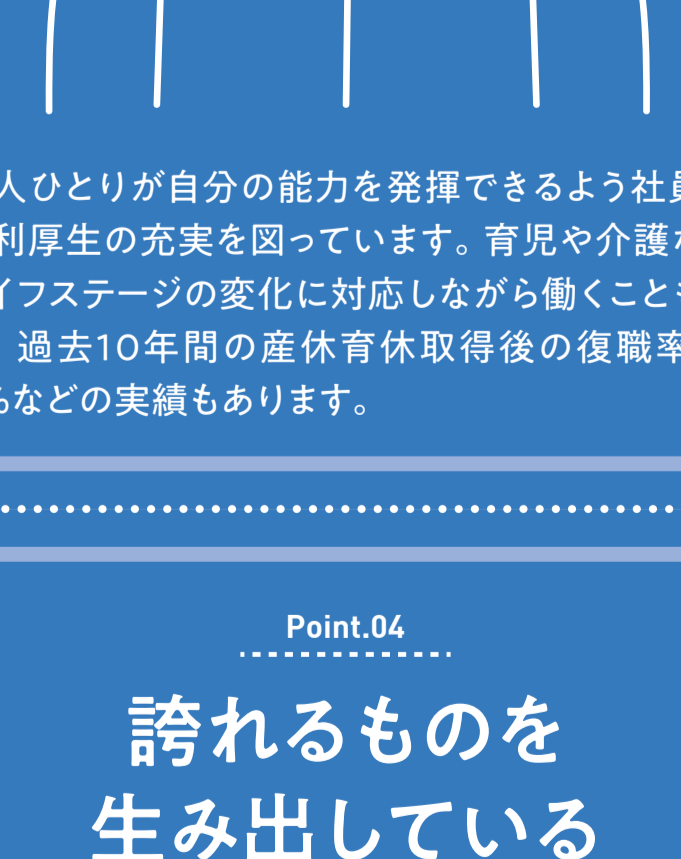 人ひとりが自分の能力を発揮できるよう社員
利厚生の充実を図っています。育児や介護
イフステージの変化に対応しながら働くこと
過去10年間の産休育休取得後の復職率
%などの実績もあります。
Point.04
誇れるものを
生み出している